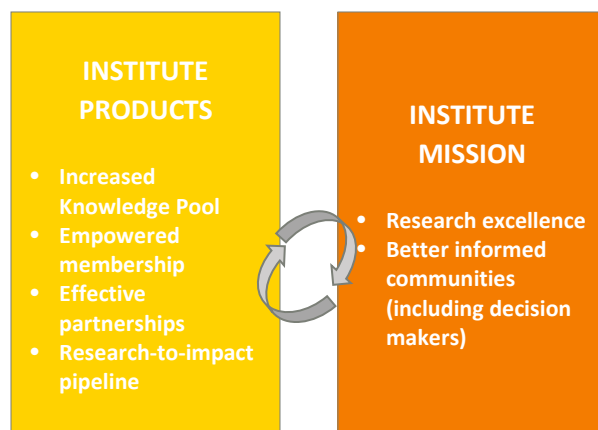 INSTITUTE
PRODUCTS
• Increased
Knowledge Pool
• Empowered
membership
• Effective
partnerships
• Research-to-impact
pipeline
INSTITUTE
MISSION
• Research excellence
• Better informed
communities
(including decision
makers)